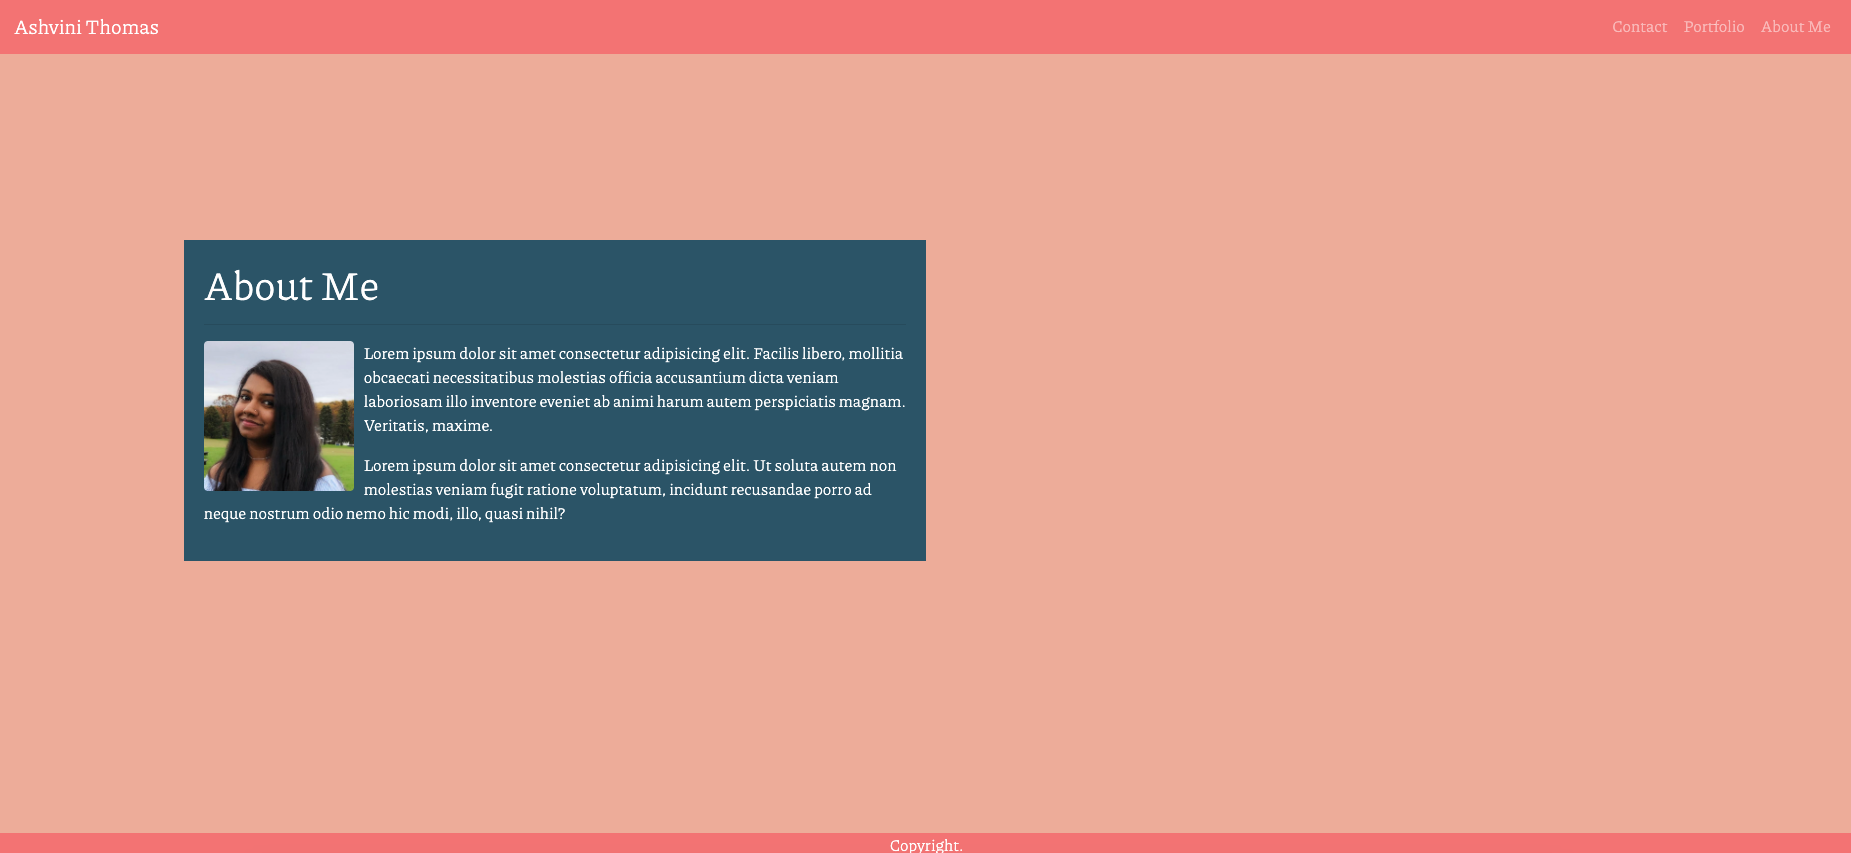 Ashvini Thomas
Contact Portfolio About Me
About Me
Lorem ipsum dolor sit amet consectetur adipisicing elit. Facilis libero, mollitia
obcaecati necessitatibus molestias officia accusantium dicta veniam
laboriosam illo inventore eveniet ab animi harum autem perspiciatis magnam.
Veritatis, maxime.
Lorem ipsum dolor sit amet consectetur adipisicing elit. Ut soluta autem non
molestias veniam fugit ratione voluptatum, incidunt recusandae porro ad
neque nostrum odio nemo hic modi, illo, quasi nihil?
Copyright.